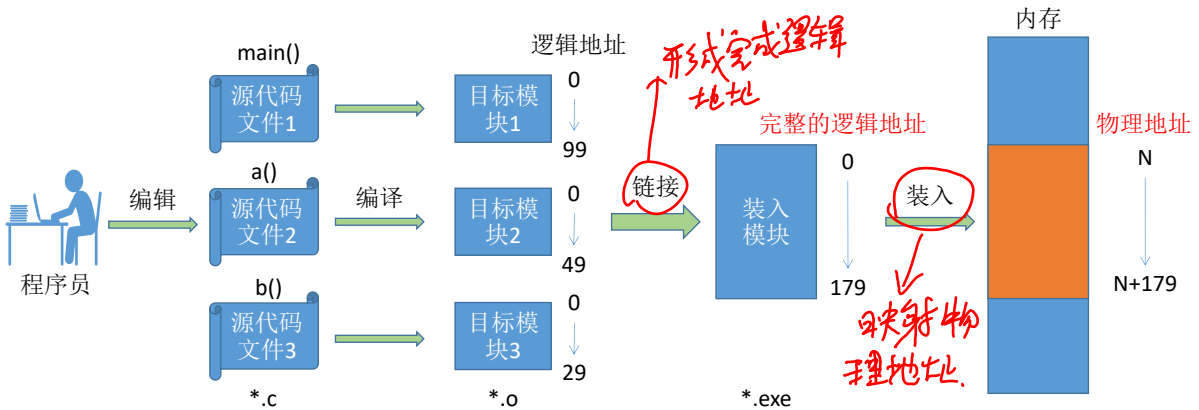 程序员
编辑
main()
源代码
文件1
a()
源代码
文件2
b()
源代码
文件3
*.c
编译
逻辑地址
目标模
块1
0
99
目标模
块2
0
49
目标模
块3
0
29
*.o
链接
形成完成逻辑
地址
完整的逻辑地址
装入
模块
0
179
*.exe
装入
映射物
理地址.
内存
物理地址
N
N+179